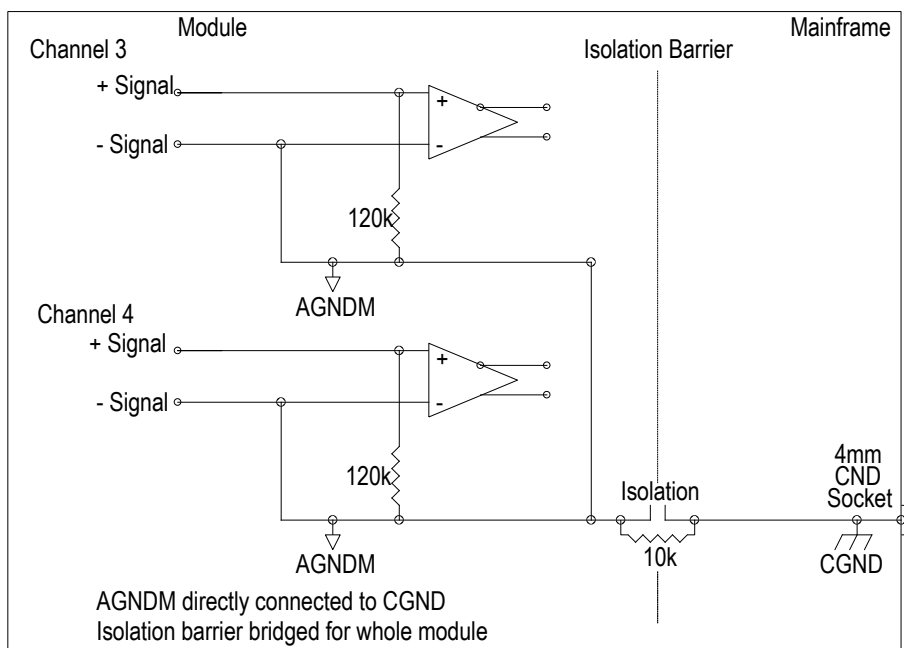 Module
Isolation Barrier
Mainframe
Channel 3
+ Signal
- Signal
+
-
120k
AGNDM
Channel 4
+ Signal
- Signal
+
-
120k
AGNDM
Isolation
10k
4mm
CND
Socket
CGND
AGNDM directly connected to CGND
Isolation barrier bridged for whole module